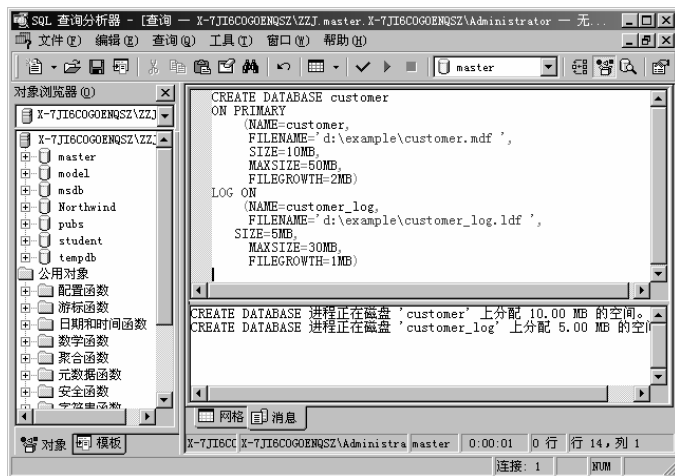 SQL 查询分析器 - [查询 — X-7JI6COGOENQSZ\ZZJ.master.X-7JI6COGOENQSZ\Administrator — 无...
文件(F) 编辑(E) 查询(Q) 工具(T) 窗口(W) 帮助(H)
master
对象浏览器(O)
X-7JI6COGOENQSZ\ZZJ
X-7JI6COGOENQSZ\ZZJ
master
model
msdb
Northwind
pubs
student
tempdb
公用对象
配置函数
游标函数
日期和时间函数
数学函数
聚合函数
元数据函数
安全函数
字符串函数
对象 模板
CREATE DATABASE customer
ON PRIMARY
(NAME=customer,
FILENAME='d:\example\customer.mdf ',
SIZE=10MB,
MAXSIZE=50MB,
FILEGROWTH=2MB)
LOG ON
(NAME=customer_log,
FILENAME='d:\example\customer_log.ldf ',
SIZE=5MB,
MAXSIZE=30MB,
FILEGROWTH=1MB)
CREATE DATABASE 进程正在磁盘 'customer' 上分配 10.00 MB 的空间。
CREATE DATABASE 进程正在磁盘 'customer_log' 上分配 5.00 MB 的空间
网格 消息
X-7JI6CC X-7JI6COGOENQSZ\Administra master 0:00:01 0 行 行 14, 列 1
连接: 1 NUM